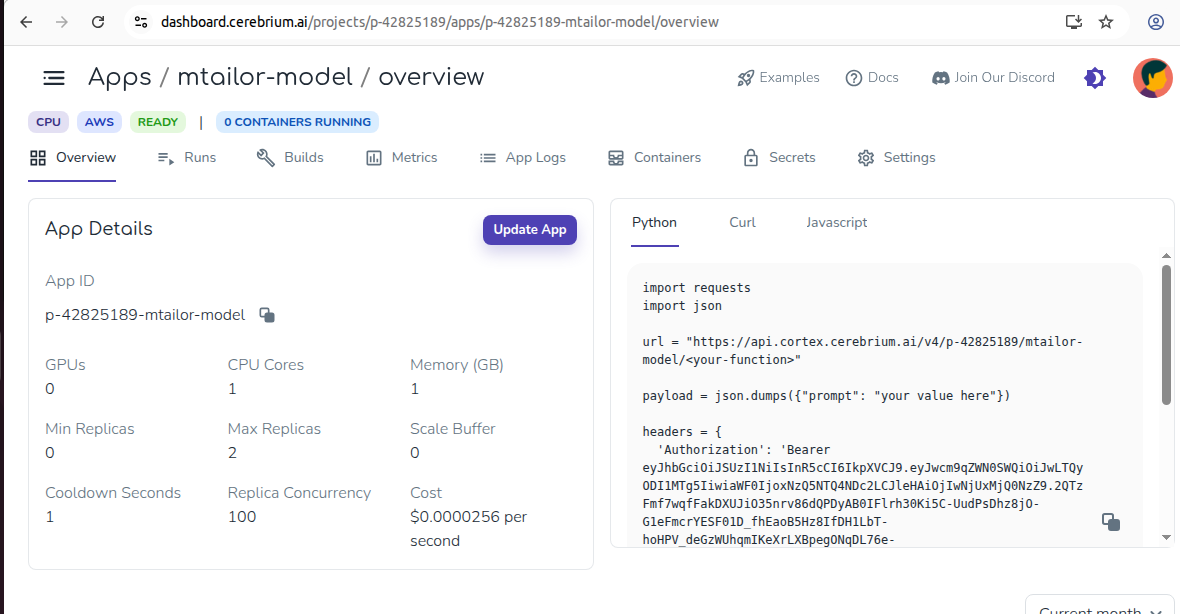 dashboard.cerebrium.ai/projects/p-42825189/apps/p-42825189-mtailor-model/overview
Apps / mtailor-model / overview
Examples
Docs
Join Our Discord
CPU
AWS
READY
|
0 CONTAINERS RUNNING
Overview
Runs
Builds
Metrics
App Logs
Containers
Secrets
Settings
App Details
Update App
App ID
p-42825189-mtailor-model
GPUs
CPU Cores
Memory (GB)
0
1
1
Min Replicas
Max Replicas
Scale Buffer
0
2
0
Cooldown Seconds
Replica Concurrency
Cost
1
100
$0.0000256 per
second
Python
Curl
Javascript
import requests
import json
url = "https://api.cortex.cerebrium.ai/v4/p-42825189/mtailor-
model/<your-function>"
payload = json.dumps({"prompt": "your value here"})
headers = {
'Authorization': 'Bearer
eyJhbGciOiJSUzI1NiIsInR5cCI6IkpXVCJ9.eyJwcm9qZWN0SWQiOiJwLTQy
ODI1MTg5IiwiaWF0IjoxNzQ5NTQ4NDc2LCJleHAiOjIwNjUxMjQ0NzZ9.2QTz
Fmf7wqfFakDXUJiO35nrv86dQPDyAB0IFlrh30Ki5C-UudPsDhz8jO-
G1eFmcrYESF01D_fhEaoB5Hz8IfDH1LbT-
hoHPV_deGzWUhqmIKeXrLXBpegONqDL76e-
Current month